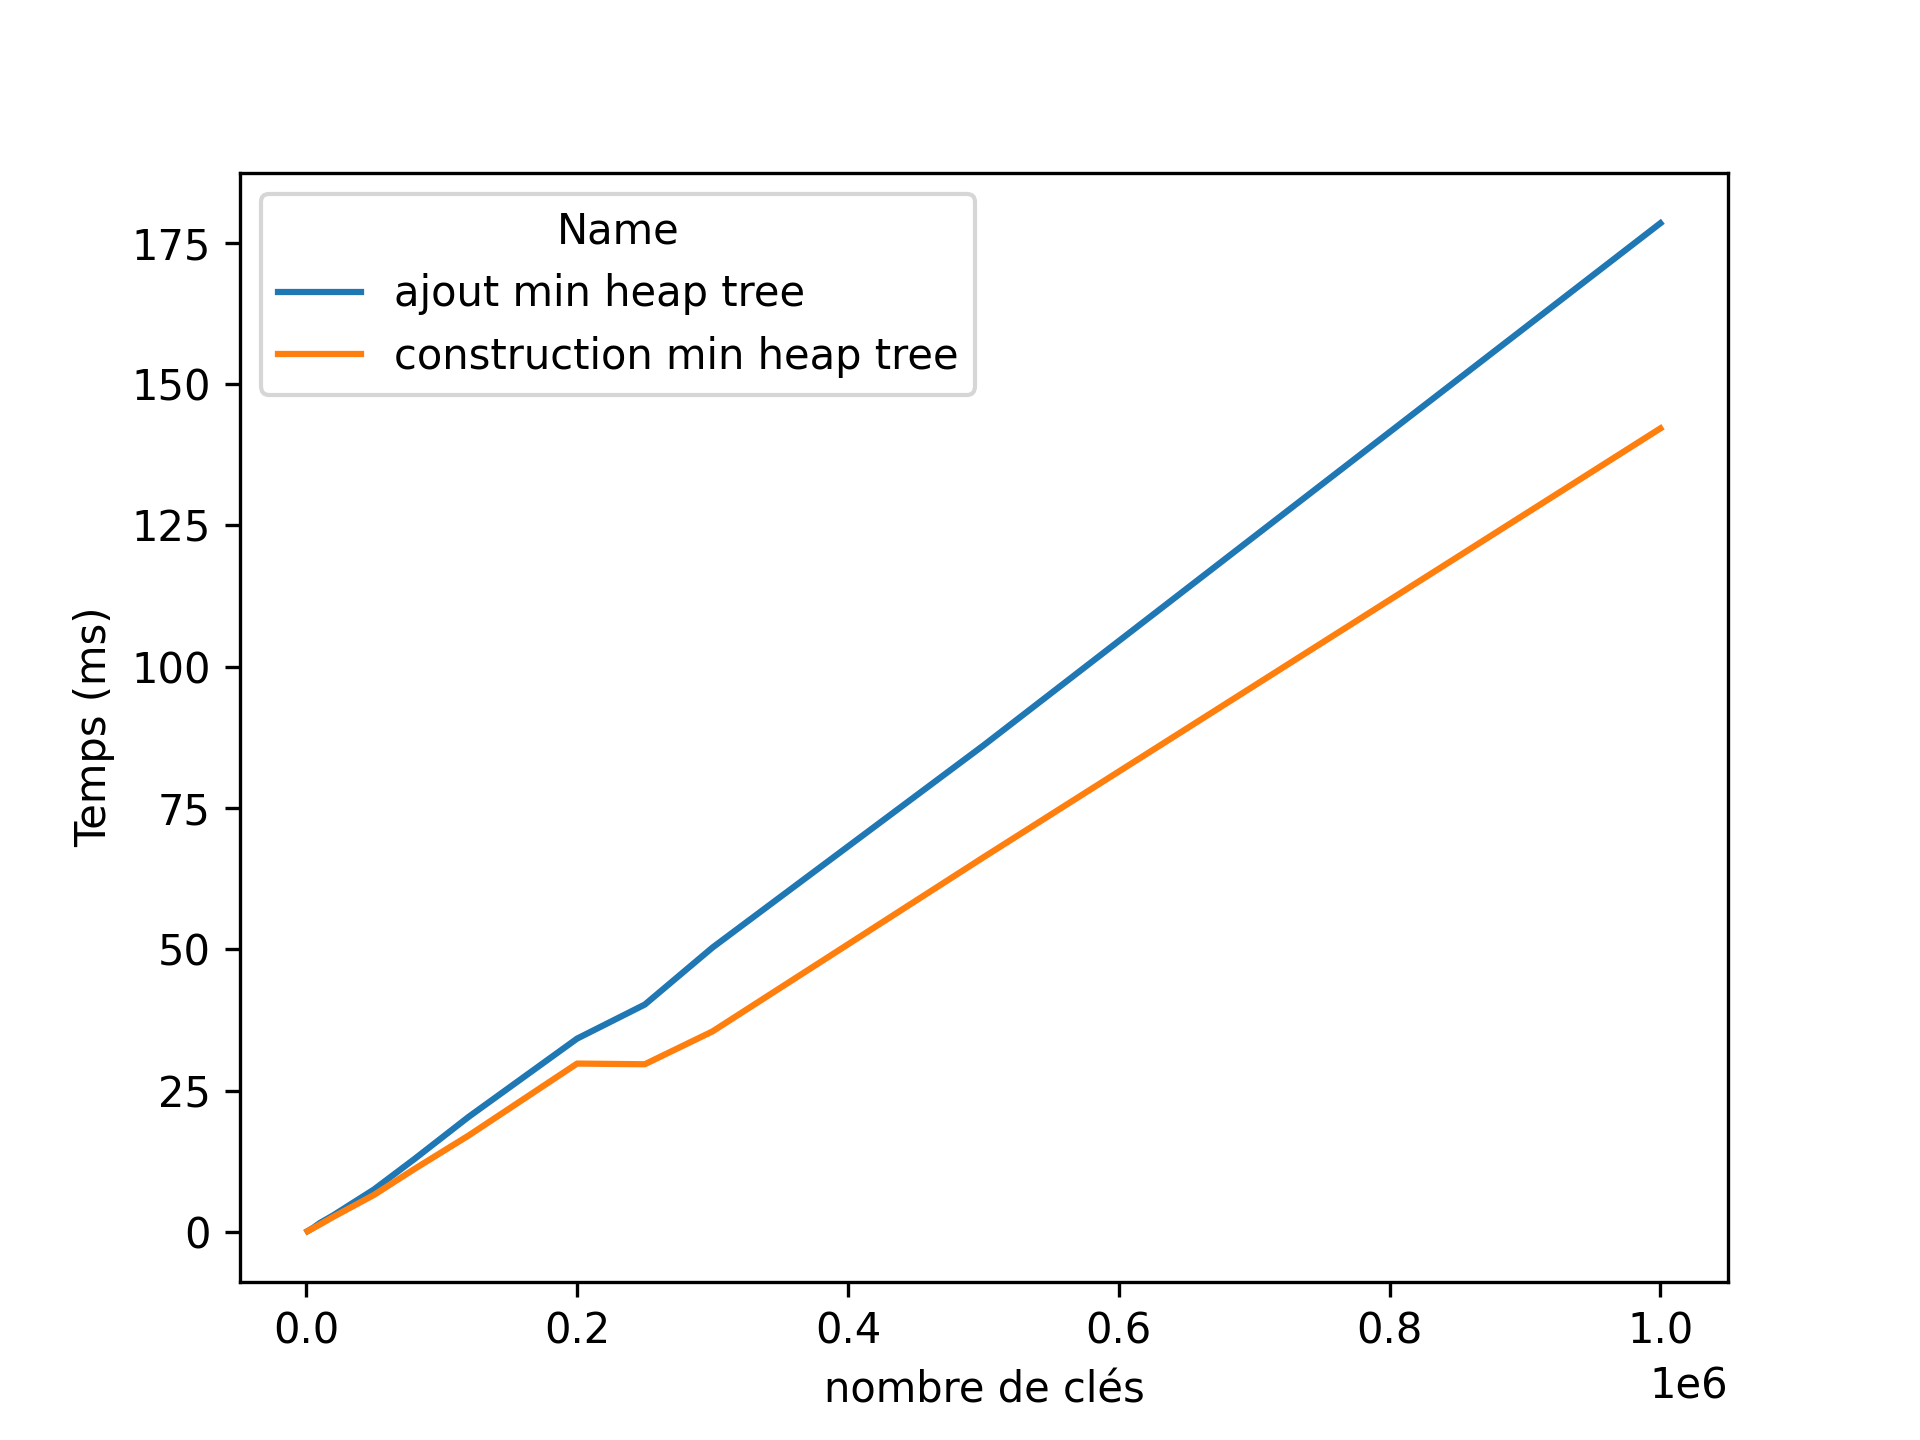 Name
ajout min heap tree
construction min heap tree
175
150
125
100
75
50
25
0
Temps (ms)
0.0 0.2 0.4 0.6 0.8 1.0
1e6
nombre de clés